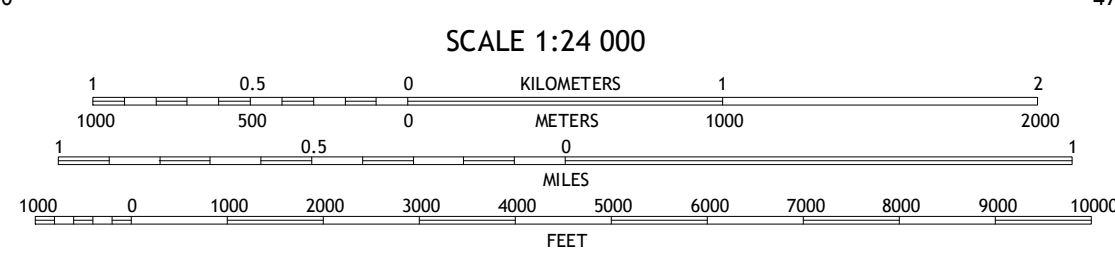 SCALE 1:24 000
1 0.5 0 KILOMETERS 1 2
1000 500 0 METERS 1000 2000
1 0.5 0 1
MILES
1000 0 1000 2000 3000 4000 5000 6000 7000 8000 9000 10000
FEET